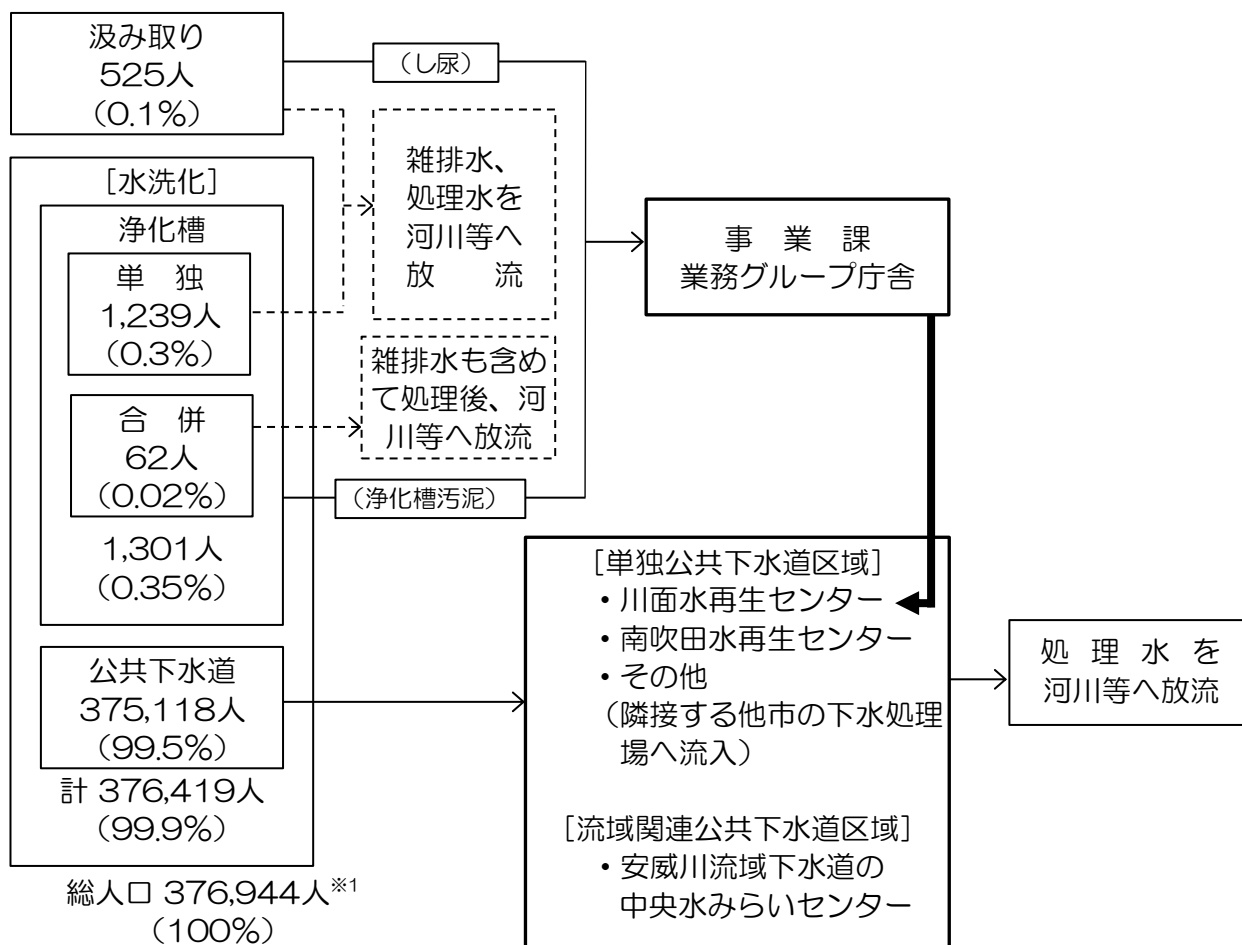 汲み取り
525人
（0.1%）
（し尿）
雑排水、
処理水を
河川等へ
放　　流
［水洗化］
浄化槽
単　独
1,239人
（0.3%）
合　併
62人
（0.02%）
1,301人
（0.35%）
雑排水も含め
て処理後、河
川等へ放流
（浄化槽汚泥）
事　業　課
業務グループ庁舎
公共下水道
375,118人
（99.5%）
計 376,419人
（99.9%）
総人口 376,944人※1
（100%）
［単独公共下水道区域］
・川面水再生センター
・南吹田水再生センター
・その他
（隣接する他市の下水処理
場へ流入）
［流域関連公共下水道区域］
・安威川流域下水道の
中央水みらいセンター
処　理　水　を
河川等へ放流